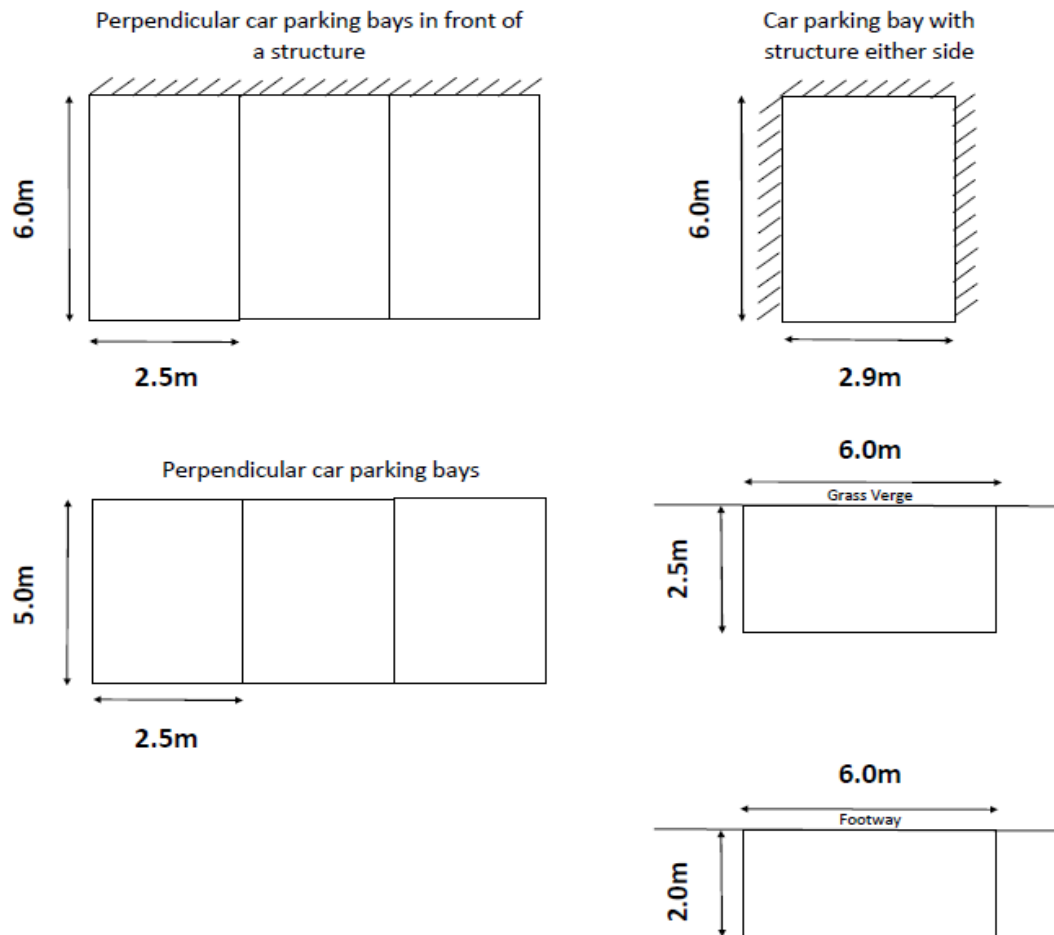 Perpendicular car parking bays in front of
a structure
6.0m
2.5m
Car parking bay with
structure either side
6.0m
2.9m
Perpendicular car parking bays
5.0m
2.5m
6.0m
Grass Verge
2.5m
6.0m
Footway
2.0m